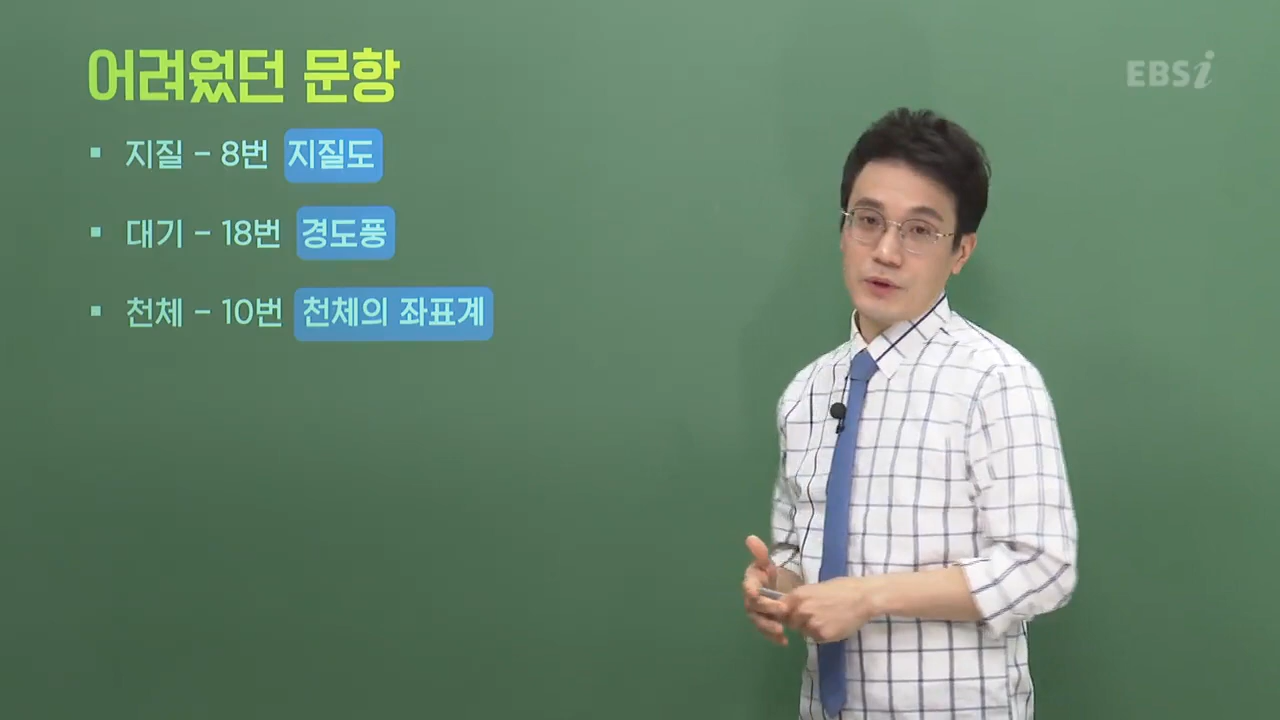 어려웠던 문항
EBSi
▪ 지질 – 8번 지질도
▪ 대기 – 18번 경도풍
▪ 천체 – 10번 천체의 좌표계